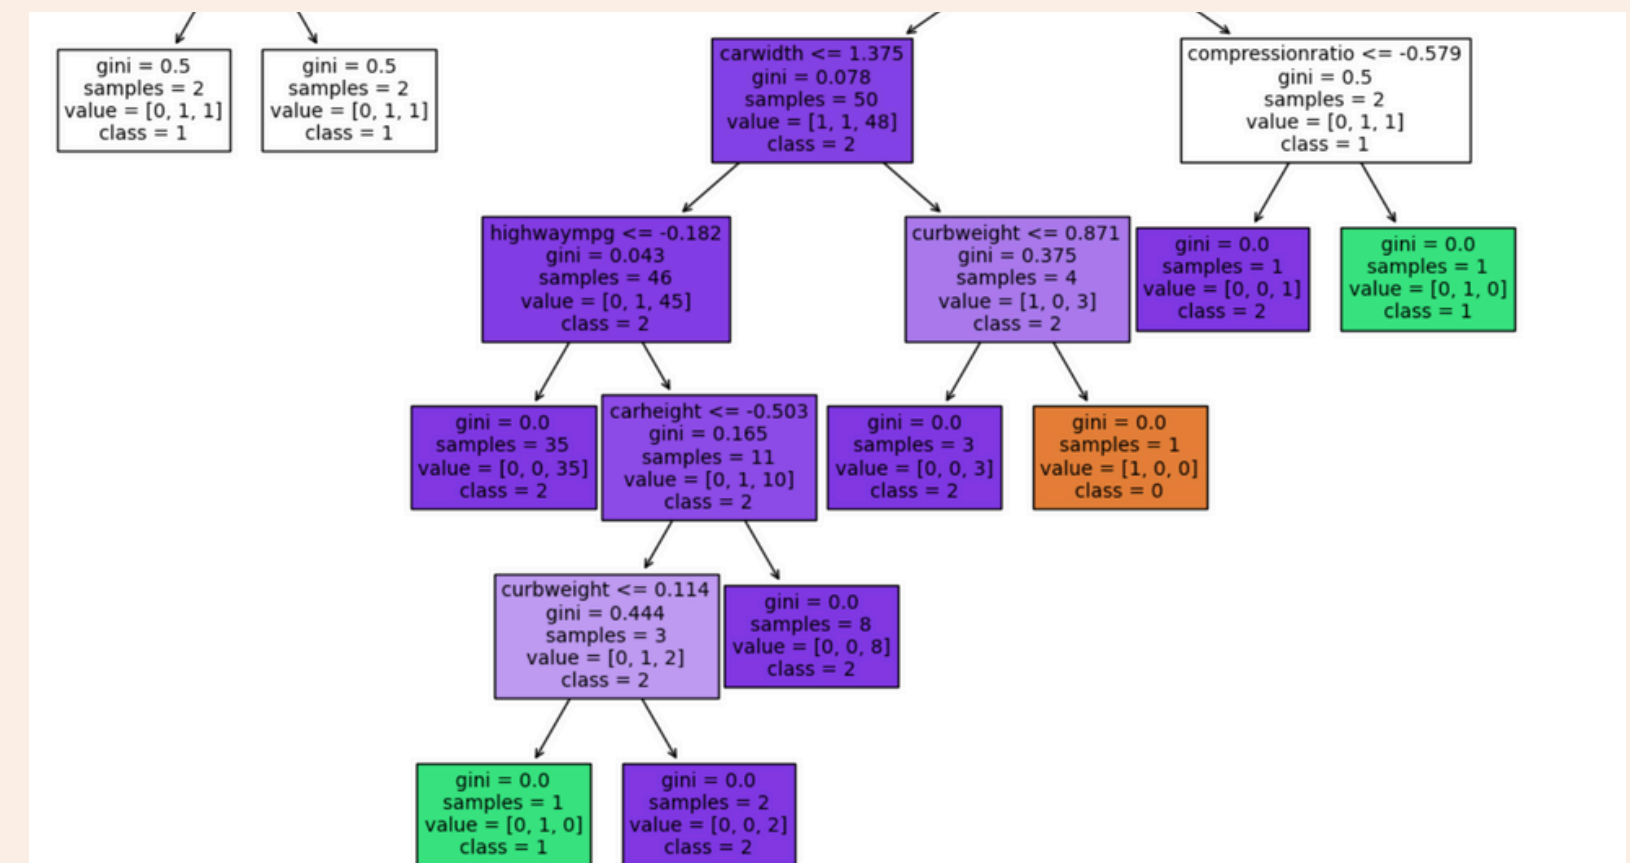 gini = 0.5
samples = 2
value = [0, 1, 1]
class = 1
gini = 0.5
samples = 2
value = [0, 1, 1]
class = 1
carwidth <= 1.375
gini = 0.078
samples = 50
value = [1, 1, 48]
class = 2
compressionratio <= -0.579
gini = 0.5
samples = 2
value = [0, 1, 1]
class = 1
highwaympg <= -0.182
gini = 0.043
samples = 46
value = [0, 1, 45]
class = 2
curbweight <= 0.871
gini = 0.375
samples = 4
value = [1, 0, 3]
class = 2
gini = 0.0
samples = 1
value = [0, 0, 1]
class = 2
gini = 0.0
samples = 1
value = [0, 1, 0]
class = 1
gini = 0.0
samples = 35
value = [0, 0, 35]
class = 2
carheight <= -0.503
gini = 0.165
samples = 11
value = [0, 1, 10]
class = 2
gini = 0.0
samples = 3
value = [0, 0, 3]
class = 2
gini = 0.0
samples = 1
value = [1, 0, 0]
class = 0
curbweight <= 0.114
gini = 0.444
samples = 3
value = [0, 1, 2]
class = 2
gini = 0.0
samples = 8
value = [0, 0, 8]
class = 2
gini = 0.0
samples = 1
value = [0, 1, 0]
class = 1
gini = 0.0
samples = 2
value = [0, 0, 2]
class = 2